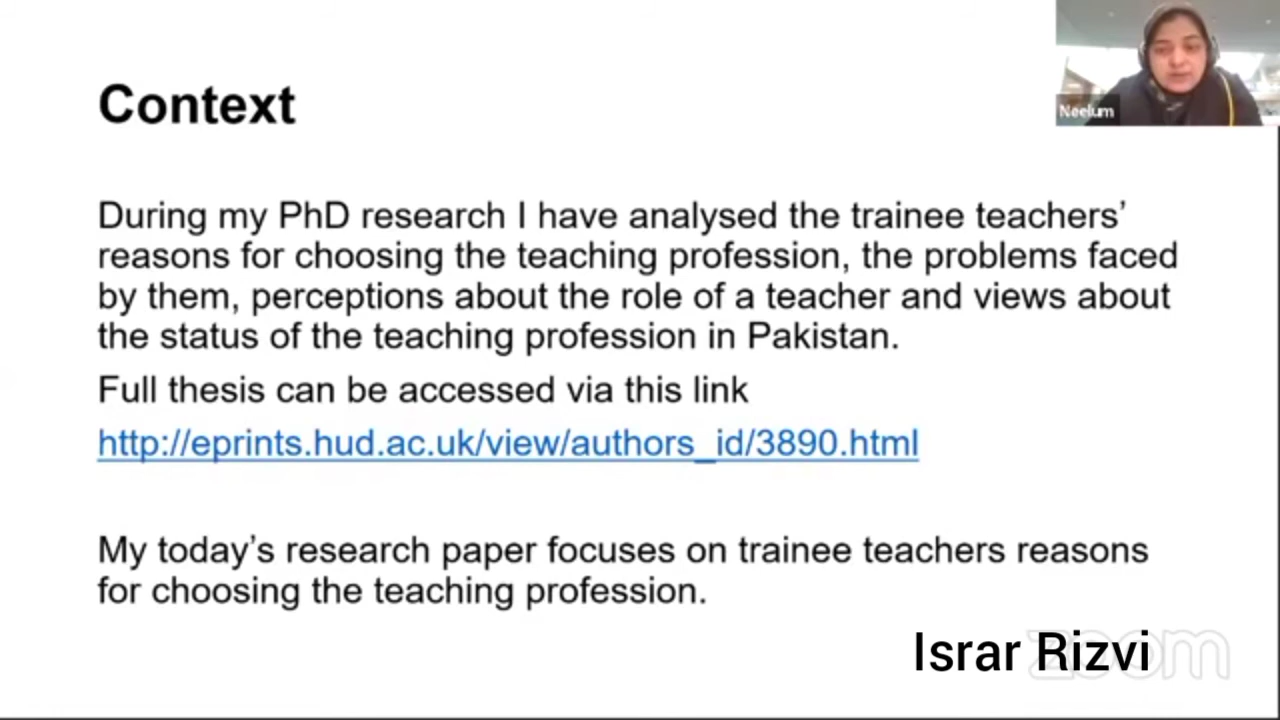 Context
Neelum
During my PhD research I have analysed the trainee teachers’
reasons for choosing the teaching profession, the problems faced
by them, perceptions about the role of a teacher and views about
the status of the teaching profession in Pakistan.
Full thesis can be accessed via this link
http://eprints.hud.ac.uk/view/authors_id/3890.html
My today’s research paper focuses on trainee teachers reasons
for choosing the teaching profession.
Israr Rizvi
zoom